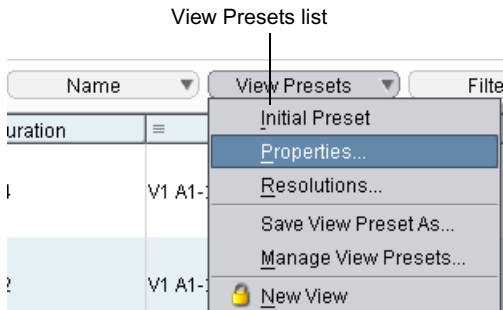 View Presets list
Name View Presets Filte
uration
Initial Preset
Properties...
V1 A1-
Resolutions...
Save View Preset As...
Manage View Presets...
2 V1 A1-
New View